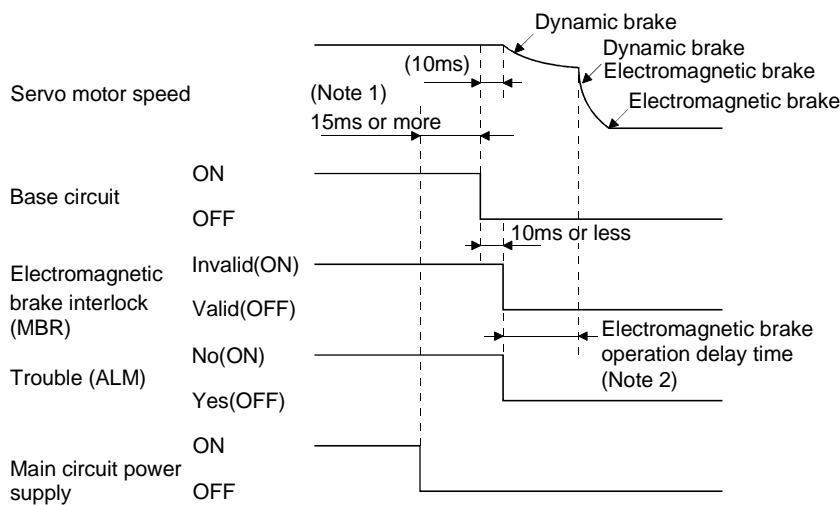 Dynamic brake
Dynamic brake
(10ms)
Electromagnetic brake
Servo motor speed
(Note 1)
Electromagnetic brake
15ms or more
ON
Base circuit
OFF
10ms or less
Electromagnetic
brake interlock
(MBR)
Invalid(ON)
Valid(OFF)
Electromagnetic brake
operation delay time
(Note 2)
No(ON)
Trouble (ALM)
Yes(OFF)
ON
Main circuit power
supply
OFF